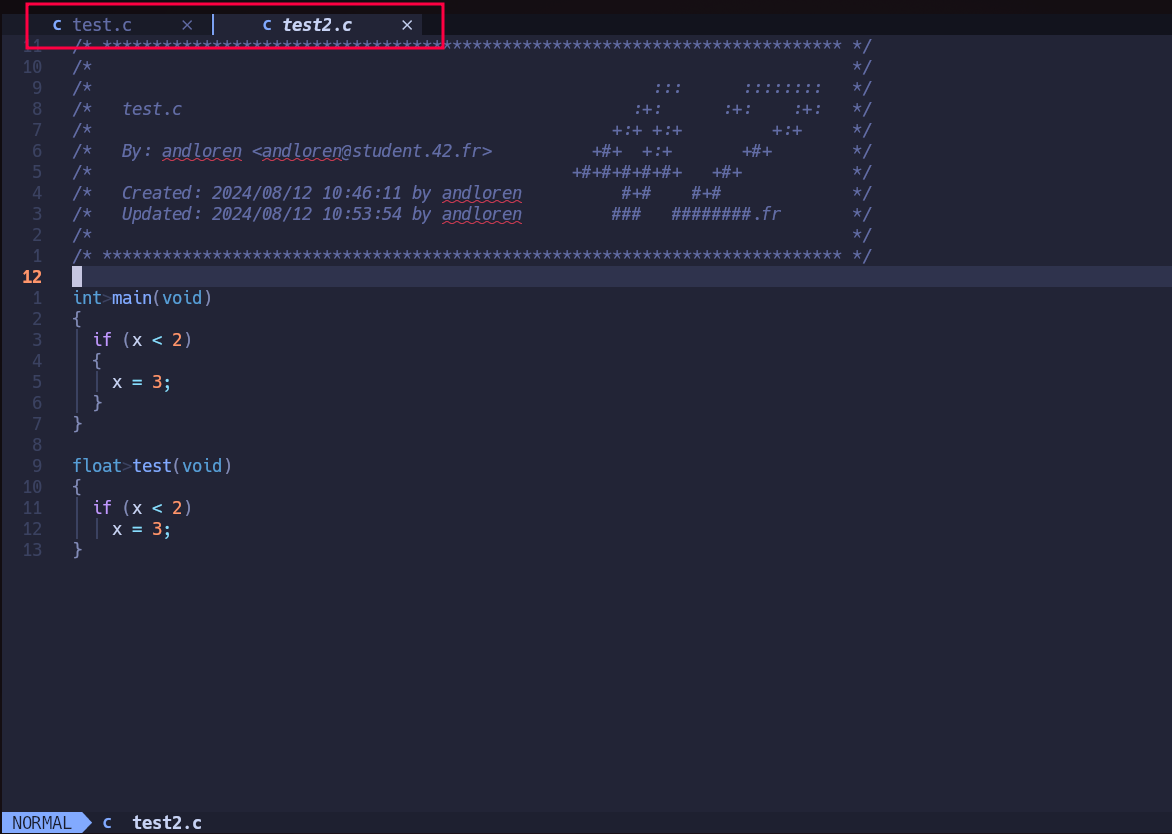 C test.c × C test2.c ×
11 /* ************************************************************************** */
10 /*                                                                            */
9 /*                                                        :::      ::::::::   */
8 /*   test.c                                             :+:      :+:    :+:   */
7 /*                                                    +:+ +:+         +:+     */
6 /*   By: andloren <andloren@student.42.fr>          +#+  +:+       +#+        */
5 /*                                                +#+#+#+#+#+   +#+           */
4 /*   Created: 2024/08/12 10:46:11 by andloren          #+#    #+#             */
3 /*   Updated: 2024/08/12 10:53:54 by andloren         ###   ########.fr       */
2 /*                                                                            */
1 /* ************************************************************************** */
12
1 int>main(void)
2 {
3   if (x < 2)
4   {
5     x = 3;
6   }
7 }
8
9 float>test(void)
10 {
11   if (x < 2)
12     x = 3;
13 }
NORMAL C test2.c